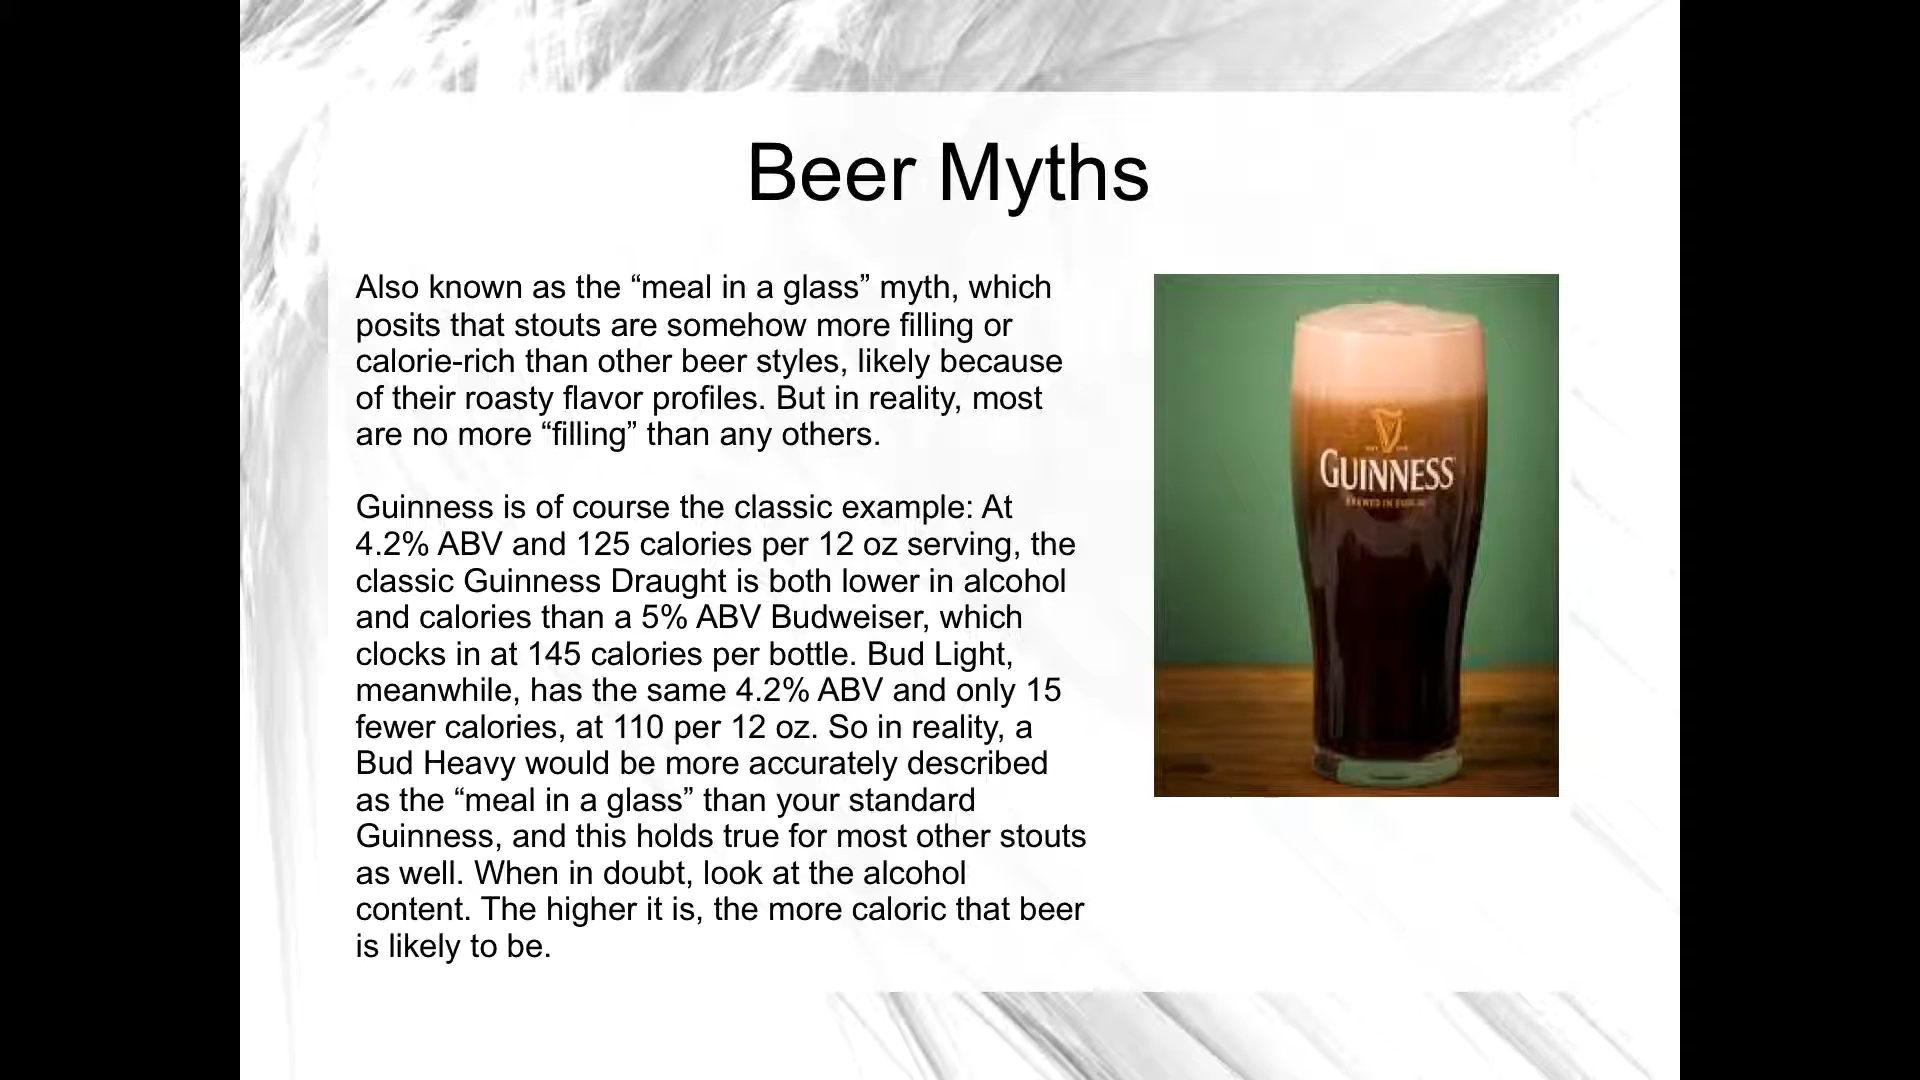 Beer Myths
Also known as the “meal in a glass” myth, which
posits that stouts are somehow more filling or
calorie-rich than other beer styles, likely because
of their roasty flavor profiles. But in reality, most
are no more “filling” than any others.
Guinness is of course the classic example: At
4.2% ABV and 125 calories per 12 oz serving, the
classic Guinness Draught is both lower in alcohol
and calories than a 5% ABV Budweiser, which
clocks in at 145 calories per bottle. Bud Light,
meanwhile, has the same 4.2% ABV and only 15
fewer calories, at 110 per 12 oz. So in reality, a
Bud Heavy would be more accurately described
as the “meal in a glass” than your standard
Guinness, and this holds true for most other stouts
as well. When in doubt, look at the alcohol
content. The higher it is, the more caloric that beer
is likely to be.
GUINNESS
BREWED IN